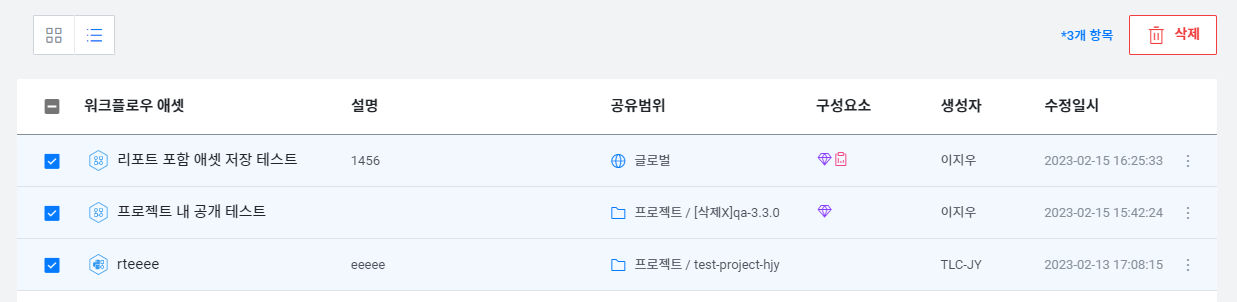 *3개 항목 삭제
워크플로우 애셋 설명 공유범위 구성요소 생성자 수정일시
리포트 포함 애셋 저장 테스트 1456 글로벌 이지우 2023-02-15 16:25:33
프로젝트 내 공개 테스트 프로젝트 / [삭제X]qa-3.3.0 이지우 2023-02-15 15:42:24
rteeee eeeee 프로젝트 / test-project-hjy TLC-JY 2023-02-13 17:08:15